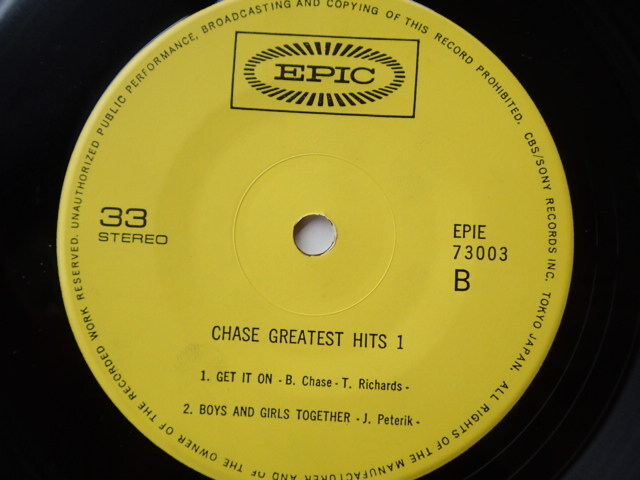 EPIC
33
STEREO
EPIE
73003
B
CHASE GREATEST HITS 1
1. GET IT ON - B. Chase - T. Richards -
2. BOYS AND GIRLS TOGETHER - J. Peterik -
OF THE MANUFACTURER AND OF THE OWNER OF THE RECORDED WORK RESERVED. UNAUTHORIZED PUBLIC PERFORMANCE, BROADCASTING AND COPYING OF THIS RECORD PROHIBITED. CBS/SONY RECORDS INC. TOKYO JAPAN. ALL RIGHTS